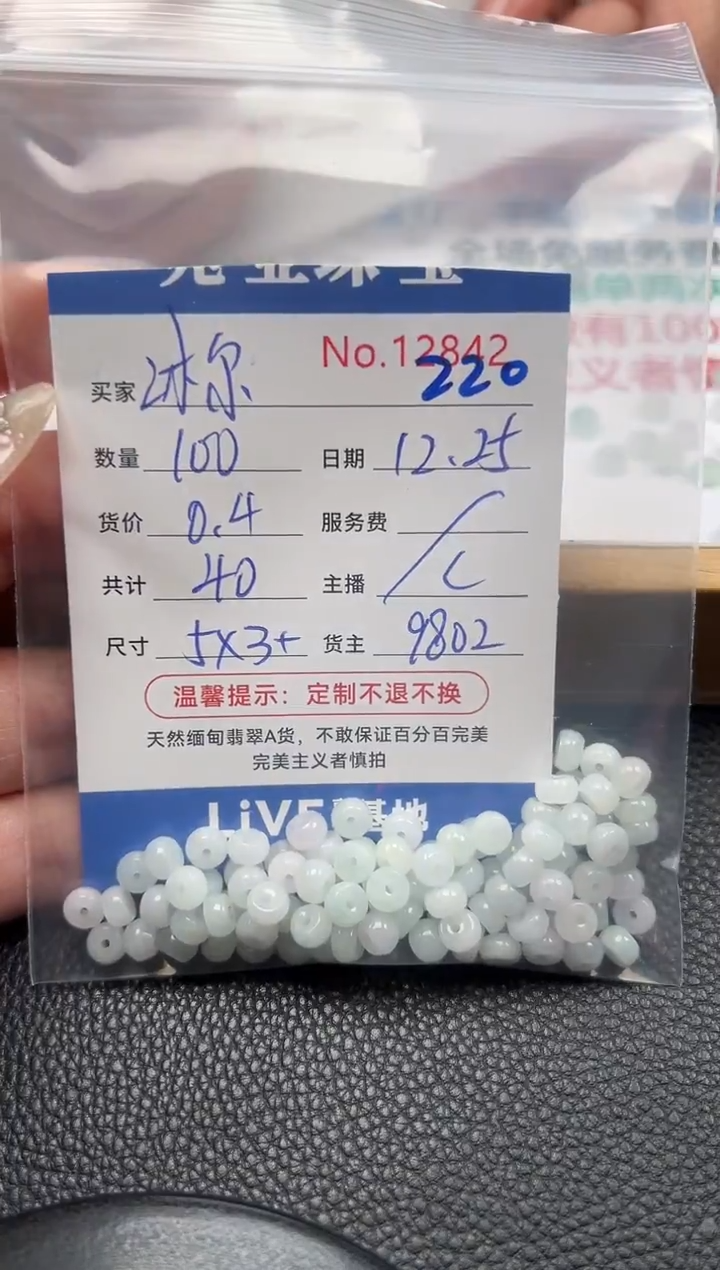 No.12842
220
买家 冰尔
数量 100 日期 12.25
货价 0.4 服务费 /
共计 40 主播 C
尺寸 5X3+ 货主 9802
温馨提示：定制不退不换
天然缅甸翡翠A货，不敢保证百分百完美
完美主义者慎拍
LiVE 基地